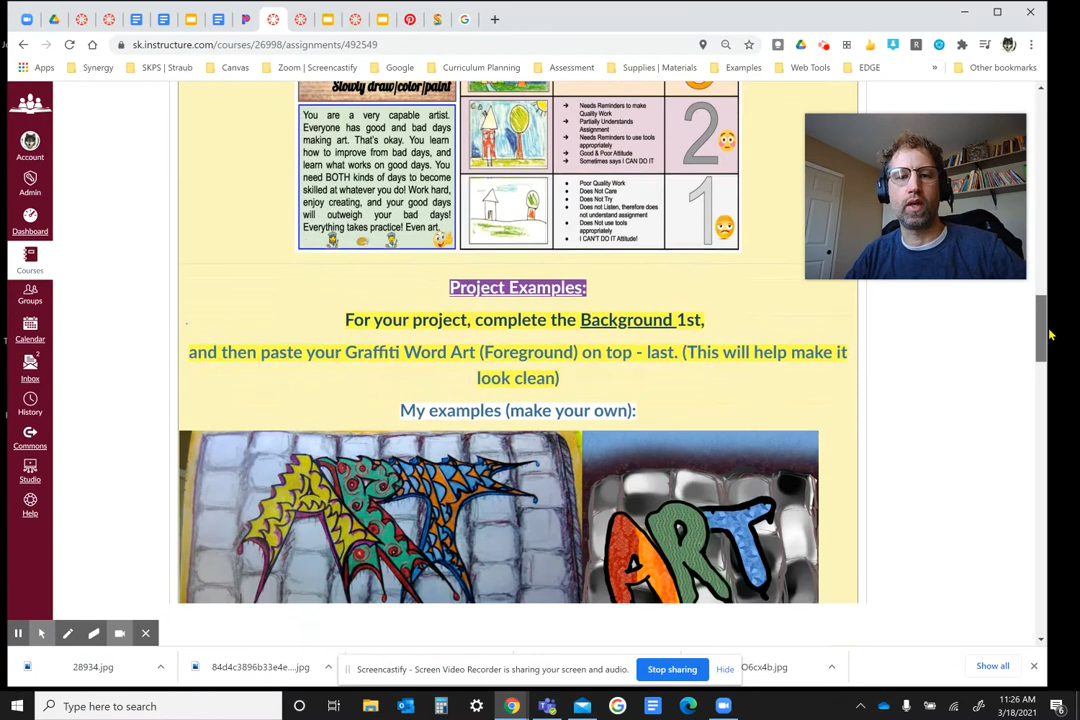 sk.instructure.com/courses/26998/assignments/492549
Apps
Synergy
SKPS | Straub
Canvas
Zoom | Screencastify
Google
Curriculum Planning
Assessment
Supplies | Materials
Examples
Web Tools
EDGE
»
Other bookmarks
Account
Admin
Dashboard
Courses
Groups
Calendar
2
Inbox
History
Commons
Studio
Help
Slowly draw/color/paint
You are a very capable artist.
Everyone has good and bad days
making art. That's okay. You learn
how to improve from bad days, and
learn what works on good days. You
need BOTH kinds of days to become
skilled at whatever you do! Work hard,
enjoy creating, and your good days
will outweigh your bad days!
Everything takes practice! Even art.
Needs Reminders to make
Quality Work
Partially Understands
Assignment
Needs Reminders to use tools
appropriately
Good & Poor Attitude
Sometimes says I CAN DO IT
2
Poor Quality Work
Does Not Care
Does Not Try
Does not Listen, therefore does
not understand assignment
Does Not use tools
appropriately
I CAN'T DO IT Attitude!
1
Project Examples:
For your project, complete the Background 1st,
and then paste your Graffiti Word Art (Foreground) on top - last. (This will help make it
look clean)
My examples (make your own):
ART
ART
28934.jpg
84d4c3896b33e4e....jpg
Screencastify - Screen Video Recorder is sharing your screen and audio.
Stop sharing
Hide
O6cx4b.jpg
Show all
Type here to search
11:26 AM
3/18/2021
6